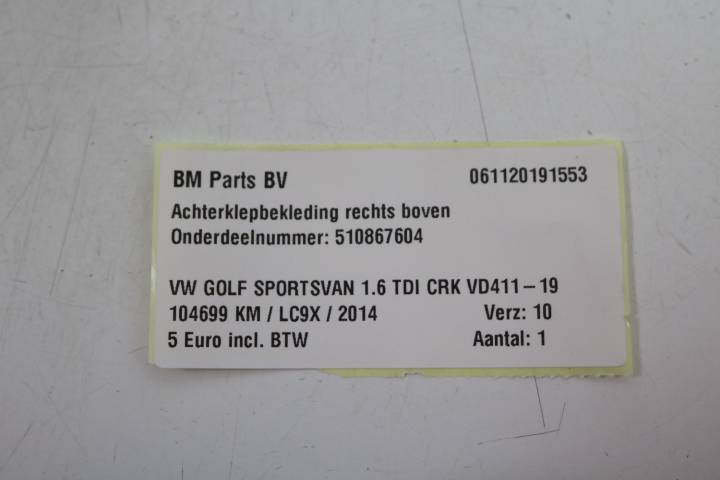 BM Parts BV 061120191553
Achterklepbekleding rechts boven
Onderdeelnummer: 510867604
VW GOLF SPORTSVAN 1.6 TDI CRK VD411-19
104699 KM / LC9X / 2014 Verz: 10
5 Euro incl. BTW Aantal: 1